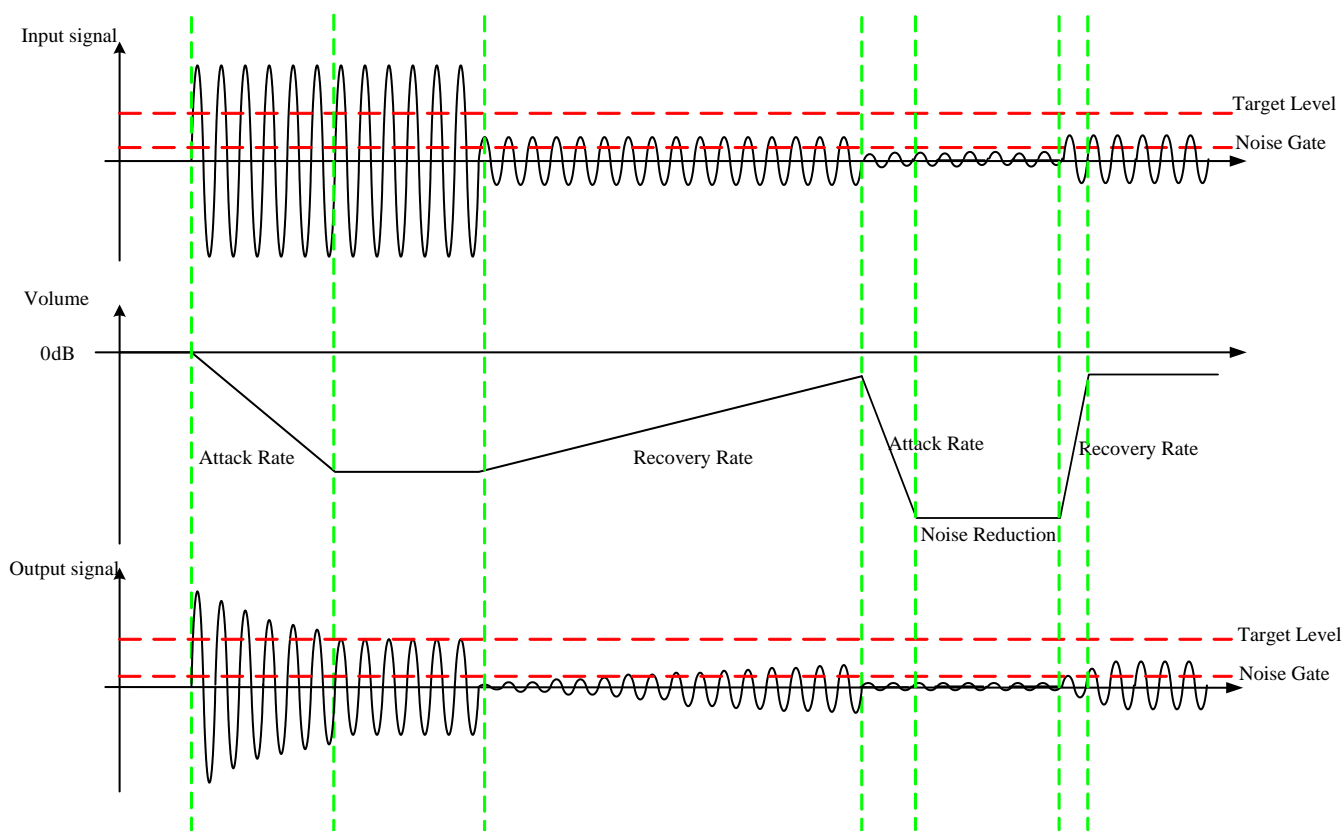 Input signal
Target Level
Noise Gate
Volume
0dB
Attack Rate
Recovery Rate
Attack Rate
Recovery Rate
Noise Reduction
Output signal
Target Level
Noise Gate